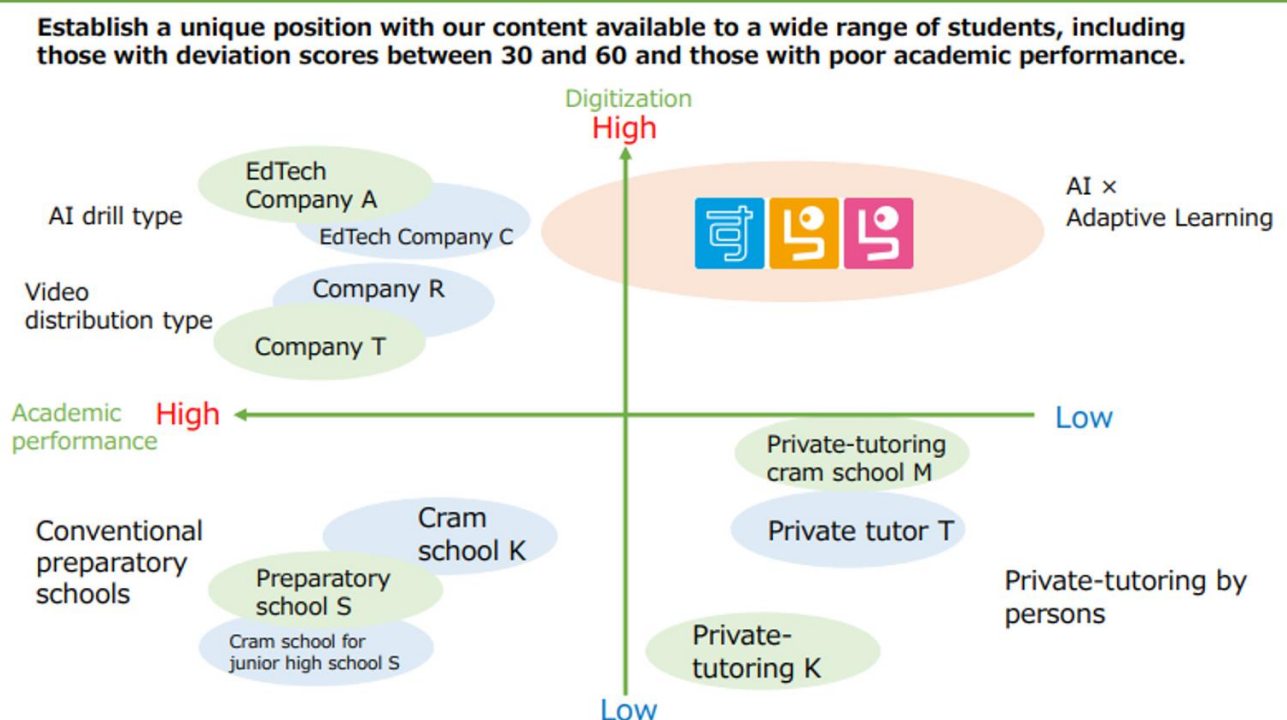 Establish a unique position with our content available to a wide range of students, including
those with deviation scores between 30 and 60 and those with poor academic performance.
Digitization
High
EdTech
Company A
AI drill type
EdTech Company C
AI ×
Adaptive Learning
Video
distribution type
Company R
Company T
Academic
performance
High
Low
Private-tutoring
cram school M
Private tutor T
Conventional
preparatory
schools
Cram
school K
Preparatory
school S
Cram school for
junior high school S
Private-tutoring by
persons
Private-
tutoring K
Low